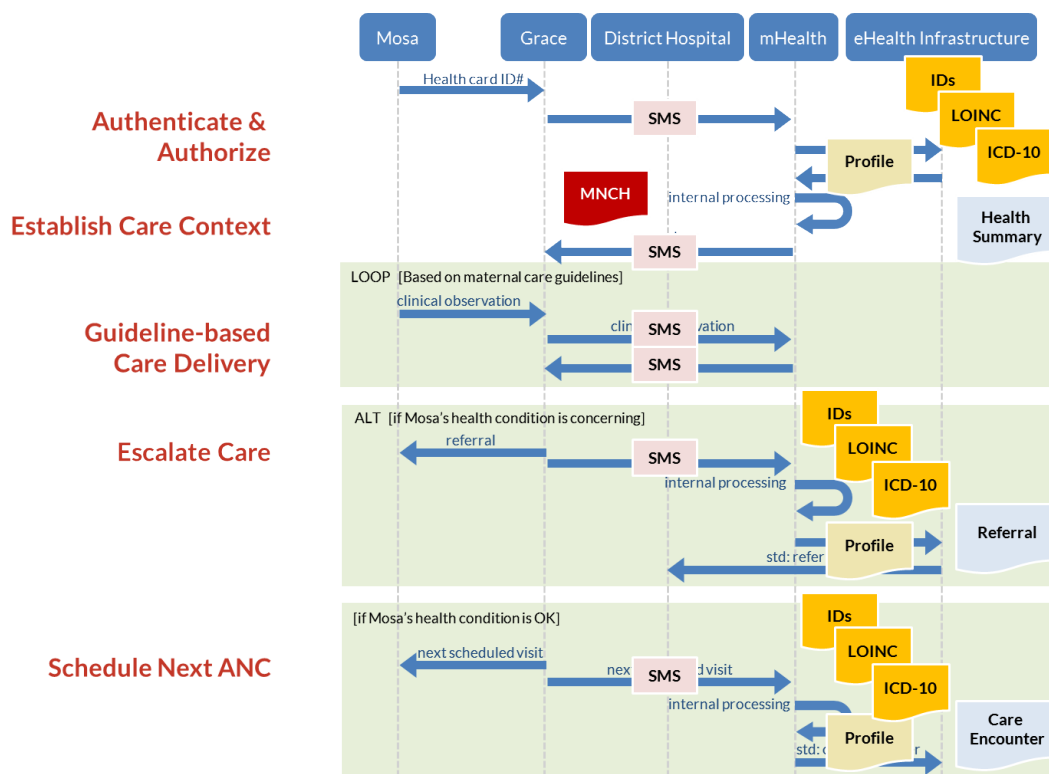 Mosa
Grace
District Hospital
mHealth
eHealth Infrastructure
Health card ID#
IDs
LOINC
ICD-10
Authenticate &
Authorize
SMS
Profile
MNCH
internal processing
Establish Care Context
Health
Summary
SMS
LOOP [Based on maternal care guidelines]
clinical observation
Guideline-based
Care Delivery
SMS
SMS
ALT [if Mosa's health condition is concerning]
IDs
LOINC
ICD-10
Escalate Care
referral
SMS
internal processing
Profile
Referral
std: refer
[if Mosa's health condition is OK]
IDs
LOINC
ICD-10
Schedule Next ANC
next scheduled visit
SMS
visit
internal processing
Profile
Care
Encounter
std: